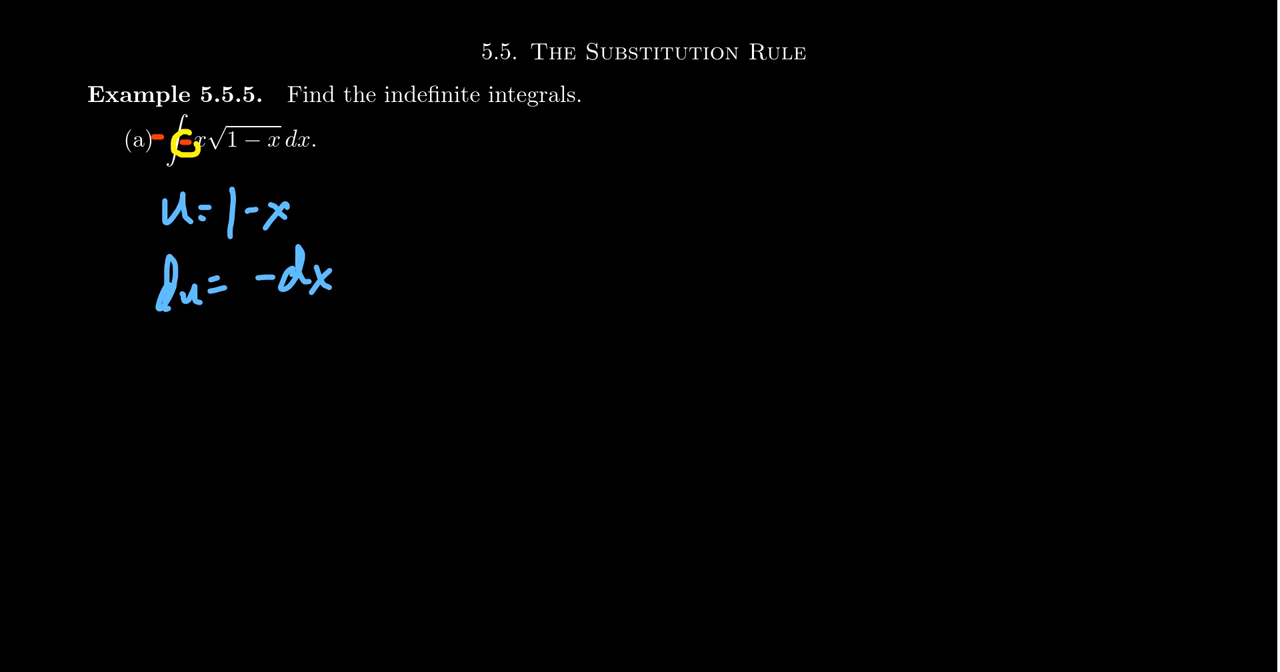 5.5. The Substitution Rule
Example 5.5.5. Find the indefinite integrals.
(a) -∫ -x√(1 − x) dx.
u = 1 - x
du = -dx